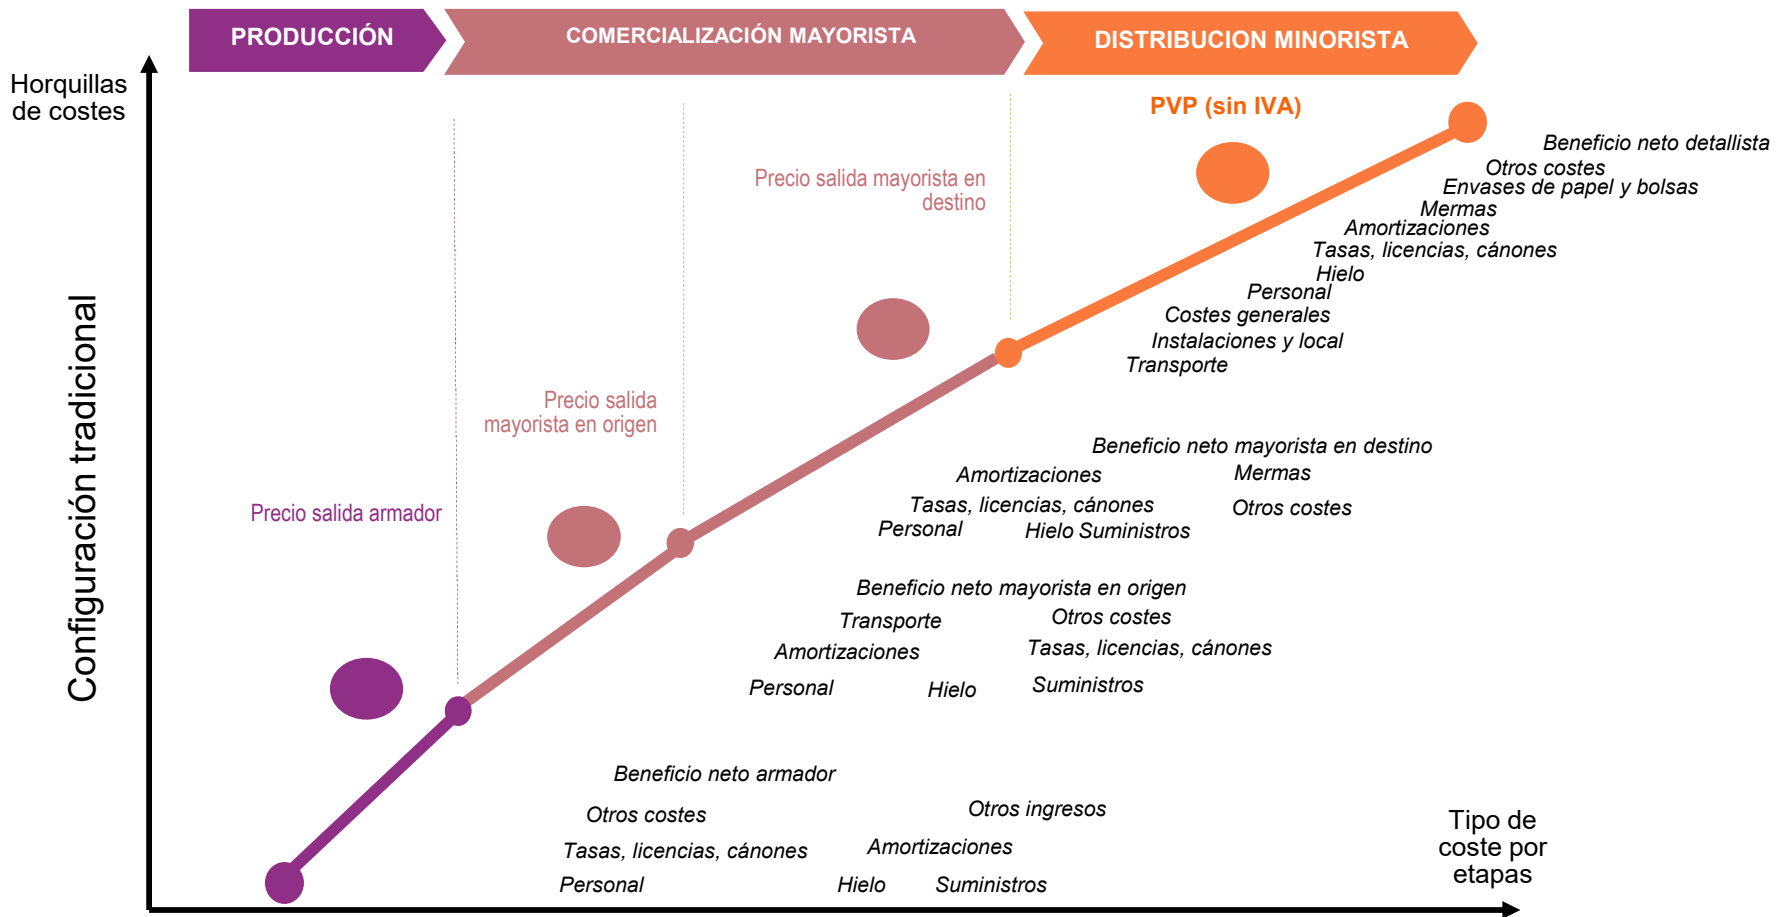 PRODUCCIÓN
COMERCIALIZACIÓN MAYORISTA
DISTRIBUCION MINORISTA
Horquillas
de costes
Configuración tradicional
PVP (sin IVA)
Precio salida mayorista en
destino
Precio salida
mayorista en origen
Precio salida armador
Beneficio neto detallista
Otros costes
Envases de papel y bolsas
Mermas
Amortizaciones
Tasas, licencias, cánones
Hielo
Personal
Costes generales
Instalaciones y local
Transporte
Beneficio neto mayorista en destino
Amortizaciones
Mermas
Tasas, licencias, cánones
Otros costes
Personal
Hielo
Suministros
Beneficio neto mayorista en origen
Transporte
Otros costes
Amortizaciones
Tasas, licencias, cánones
Personal
Hielo
Suministros
Beneficio neto armador
Otros costes
Otros ingresos
Tasas, licencias, cánones
Amortizaciones
Personal
Hielo
Suministros
Tipo de
coste por
etapas